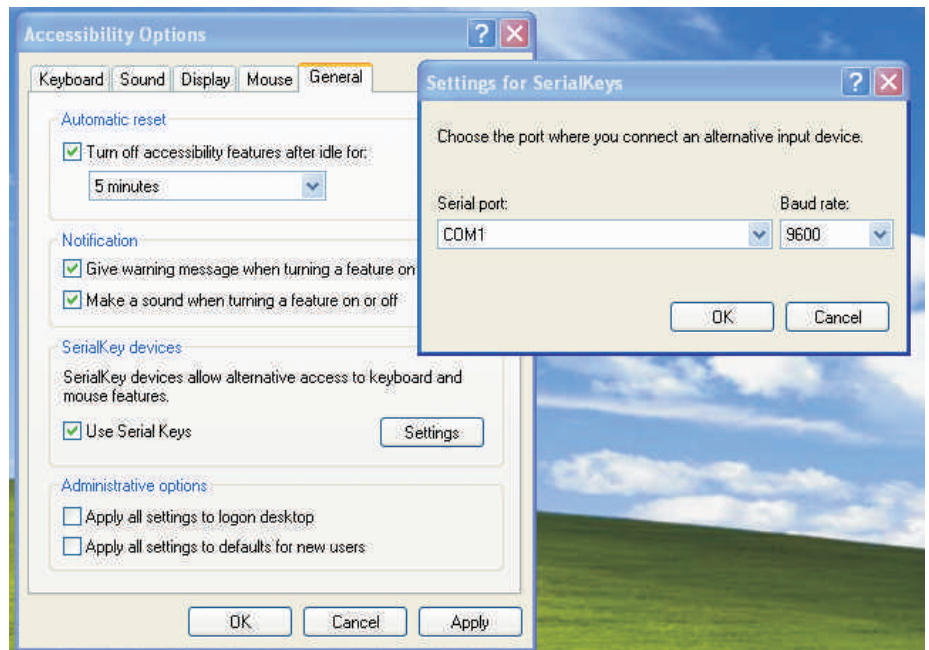 Accessibility Options
Keyboard Sound Display Mouse General
Automatic reset
Turn off accessibility features after idle for:
5 minutes
Notification
Give warning message when turning a feature on
Make a sound when turning a feature on or off
SerialKey devices
SerialKey devices allow alternative access to keyboard and
mouse features.
Use Serial Keys
Settings
Administrative options
Apply all settings to logon desktop
Apply all settings to defaults for new users
OK Cancel Apply
Settings for SerialKeys
Choose the port where you connect an alternative input device.
Serial port: Baud rate:
COM1 9600
OK Cancel